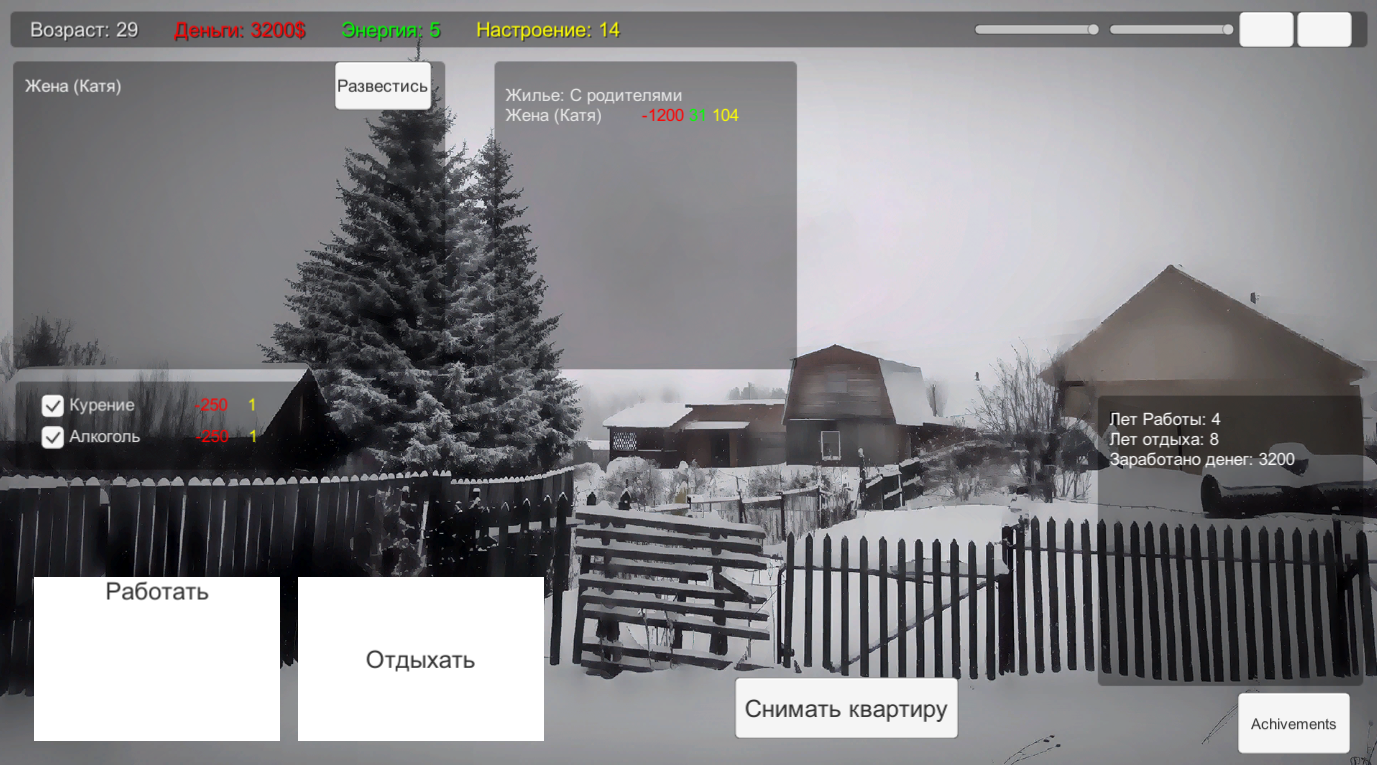 Возраст: 29 Деньги: 3200$ Энергия: 5 Настроение: 14
Жена (Катя) Развестись
Жилье: С родителями
Жена (Катя) -1200 31 104
Курение -250 1
Алкоголь -250 1
Лет Работы: 4
Лет отдыха: 8
Заработано денег: 3200
Работать
Отдыхать
Снимать квартиру
Achivements